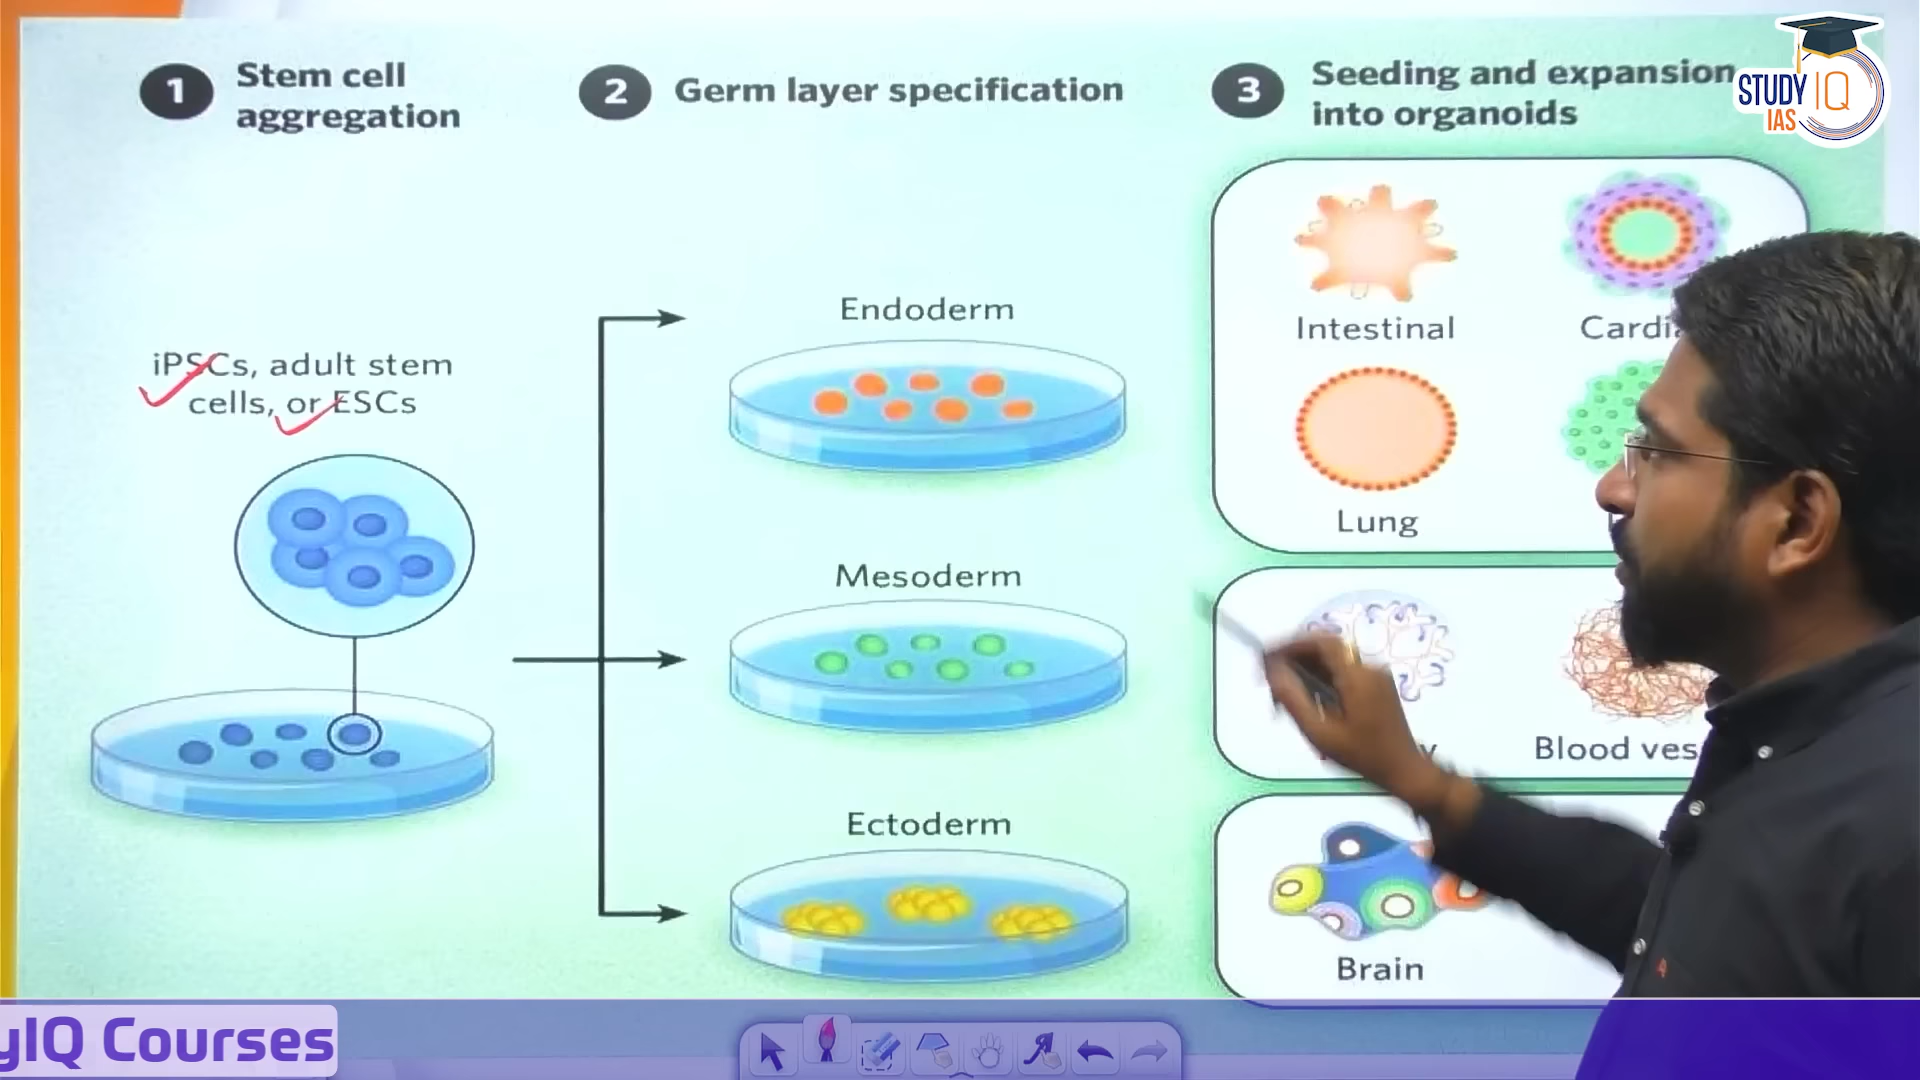 1
Stem cell
aggregation
2
Germ layer specification
3
Seeding and expansion
into organoids
STUDY IQ
IAS
iPSCs, adult stem
cells, or ESCs
Endoderm
Mesoderm
Ectoderm
Intestinal
Lung
Blood
Brain
yIQ Courses